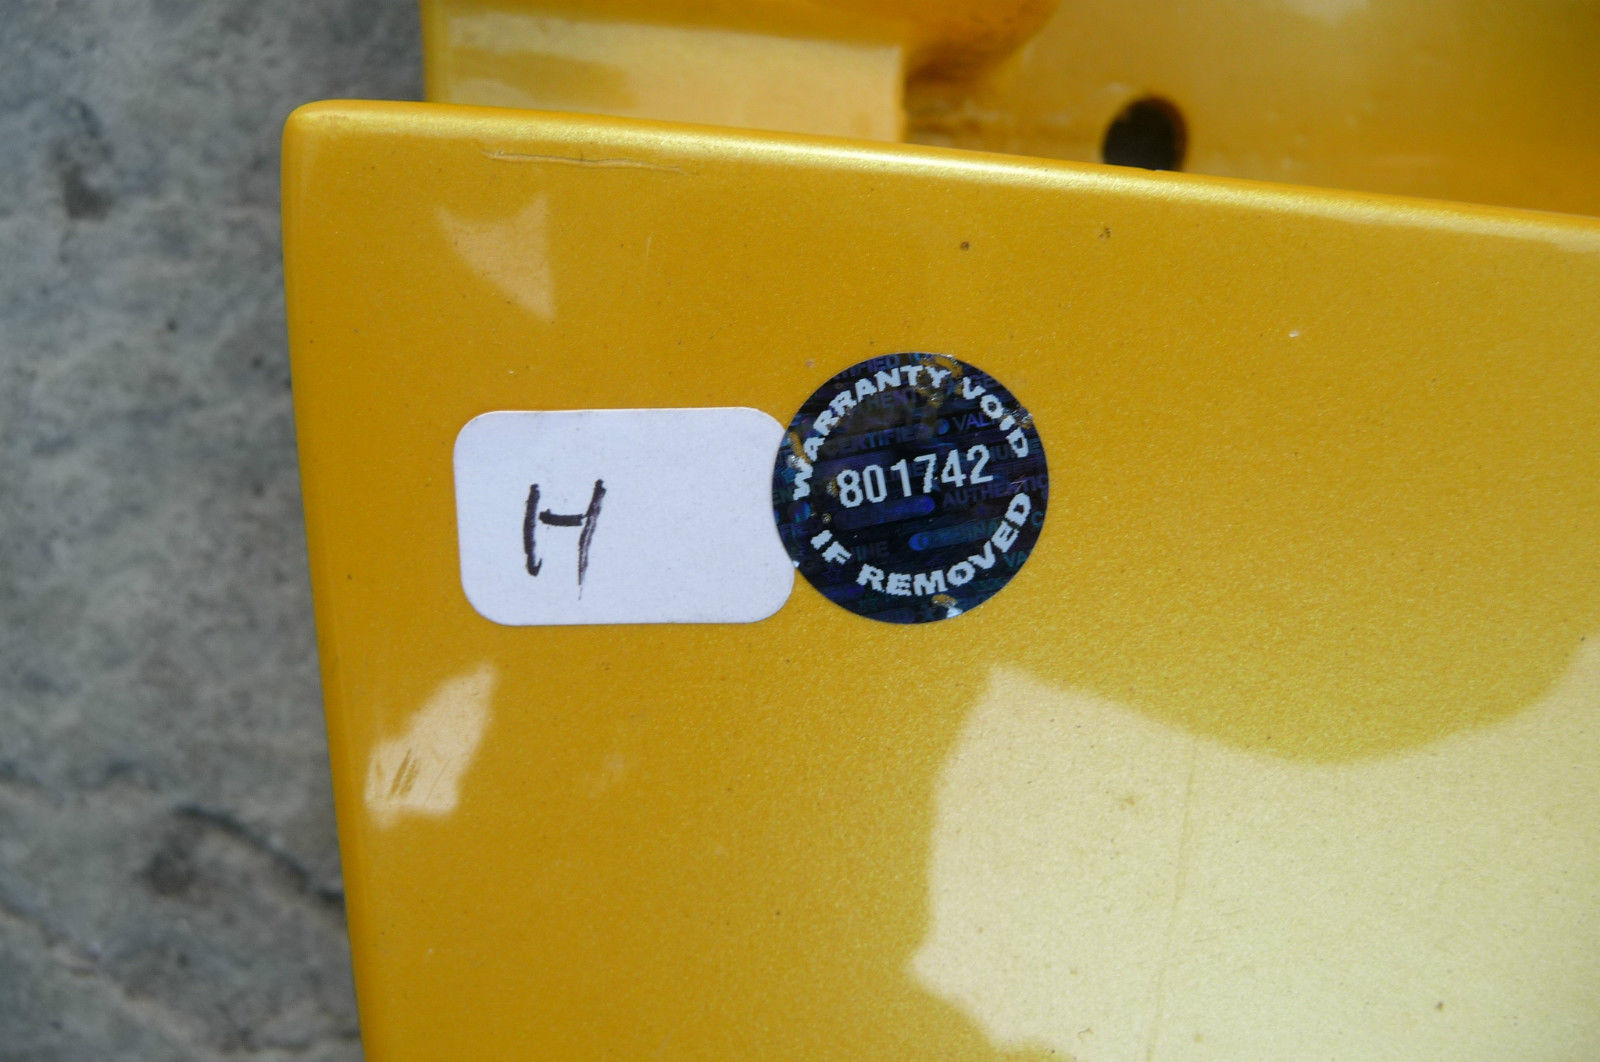 H
WARRANTY VOID
801742
IF REMOVED